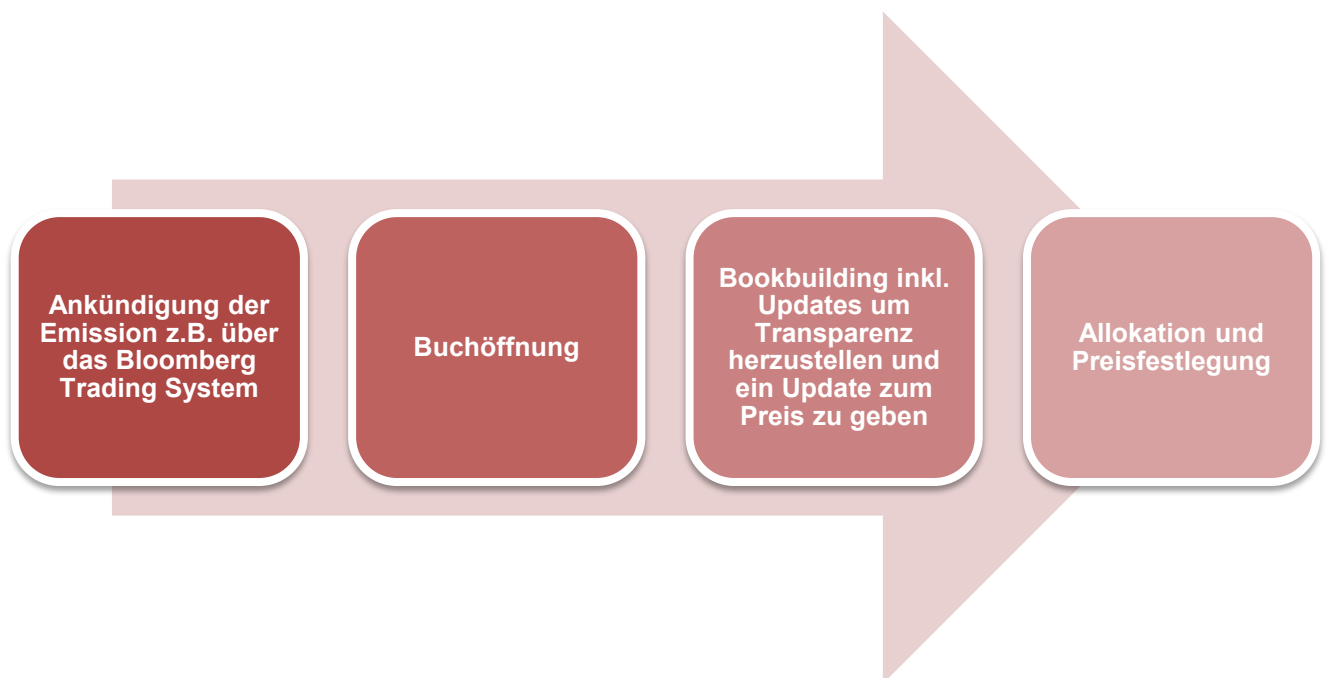 Ankündigung der
Emission z.B. über
das Bloomberg
Trading System
Buchöffnung
Bookbuilding inkl.
Updates um
Transparenz
herzustellen und
ein Update zum
Preis zu geben
Allokation und
Preisfestlegung